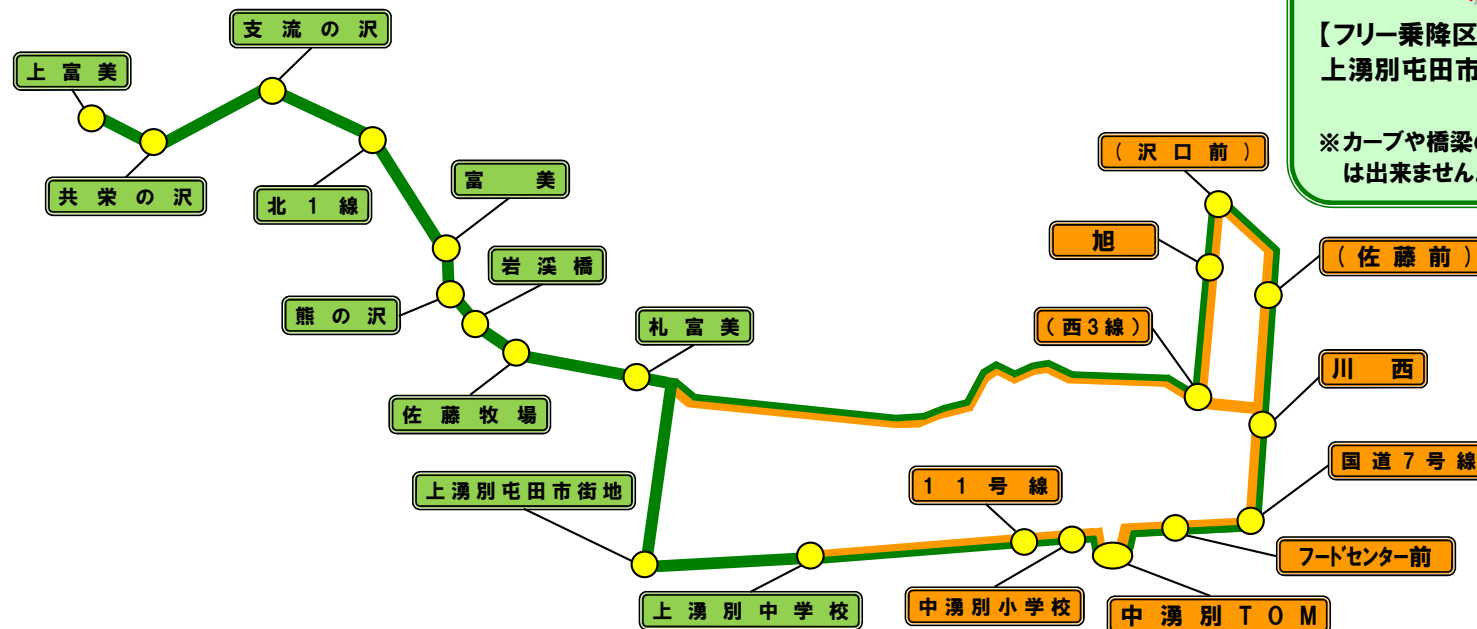 支流の沢
上富美
共栄の沢
北1線
富美
岩渓橋
熊の沢
札富美
佐藤牧場
上湧別屯田市街地
上湧別中学校
11号線
中湧別小学校
中湧別TOM
フードセンター前
国道7号線
川西
(佐藤前)
(沢口前)
旭
(西3線)
【フリー乗降区
上湧別屯田市
※カーブや橋梁の
は出来ません。